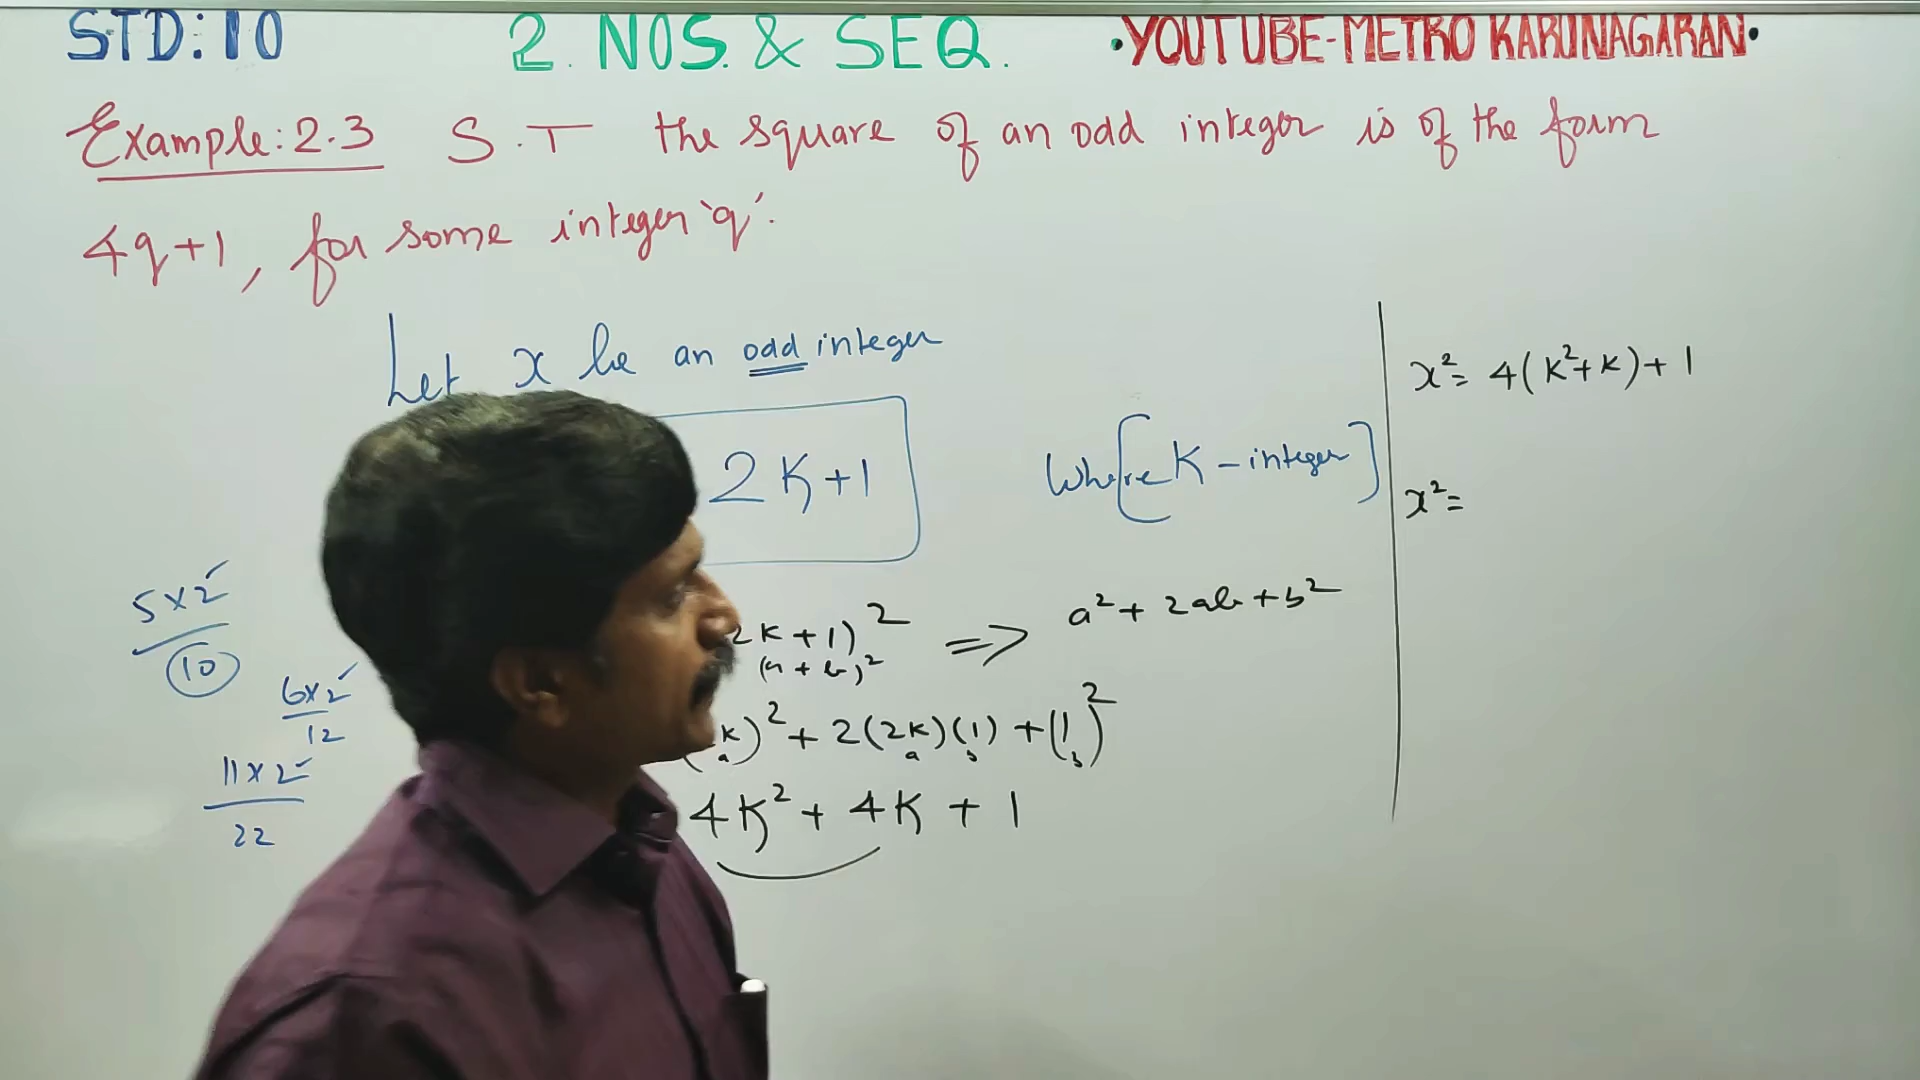 STD: 10 2. NOS. & SEQ. •YOUTUBE-METRO KARUNAGARAN•
Example: 2.3 S.T the square of an odd integer is of the form
4q+1, for some integer 'q'.
Let x be an odd integer
2K+1 Where [K - integer]
5×2
10
6×2
12
11×2
22
2K+1)² => a² + 2ab + b²
(a + b)²
k)² + 2(2k)(1) + (1)²
a a b b
4K² + 4K + 1
x² = 4(K²+K)+1
x² =